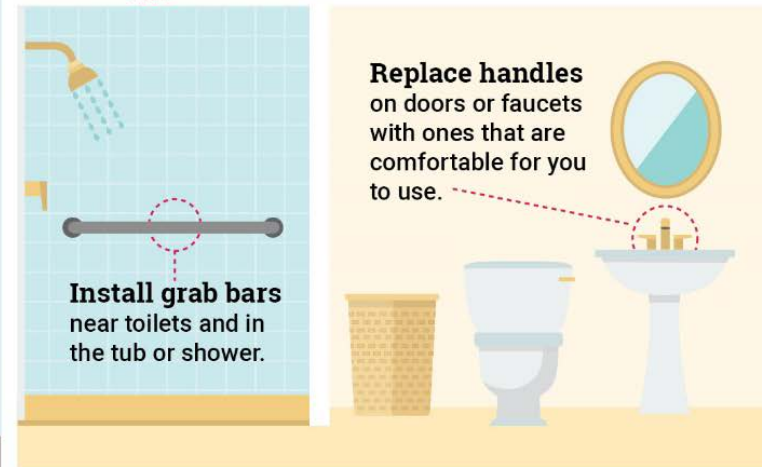 Install grab bars
near toilets and in
the tub or shower.
Replace handles
on doors or faucets
with ones that are
comfortable for you
to use.